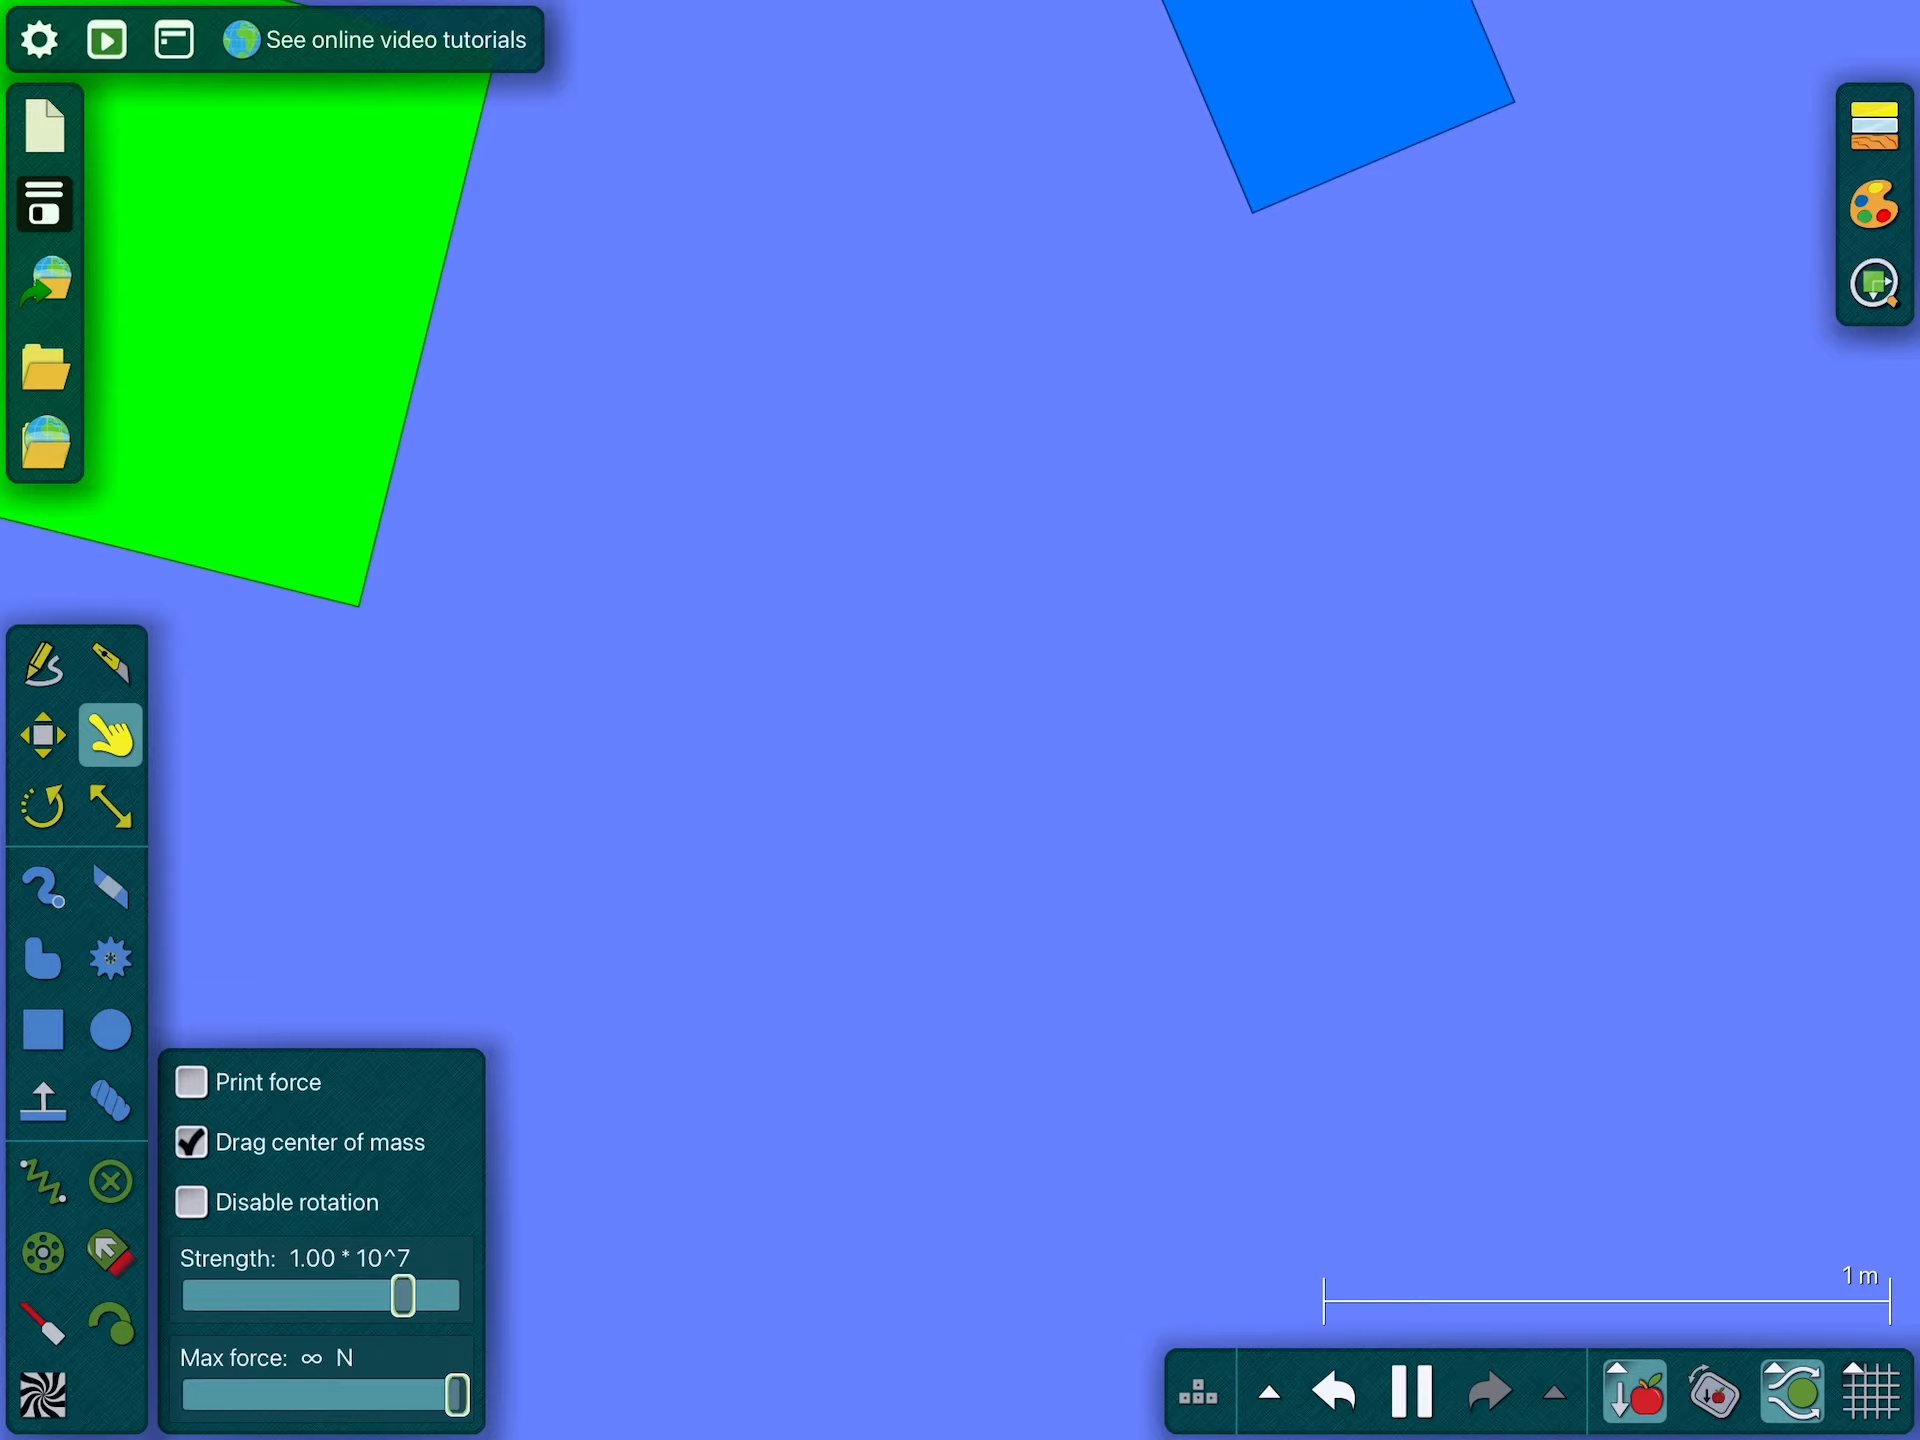 See online video tutorials
Print force
Drag center of mass
Disable rotation
Strength: 1.00 * 10^7
Max force: ∞ N
1 m